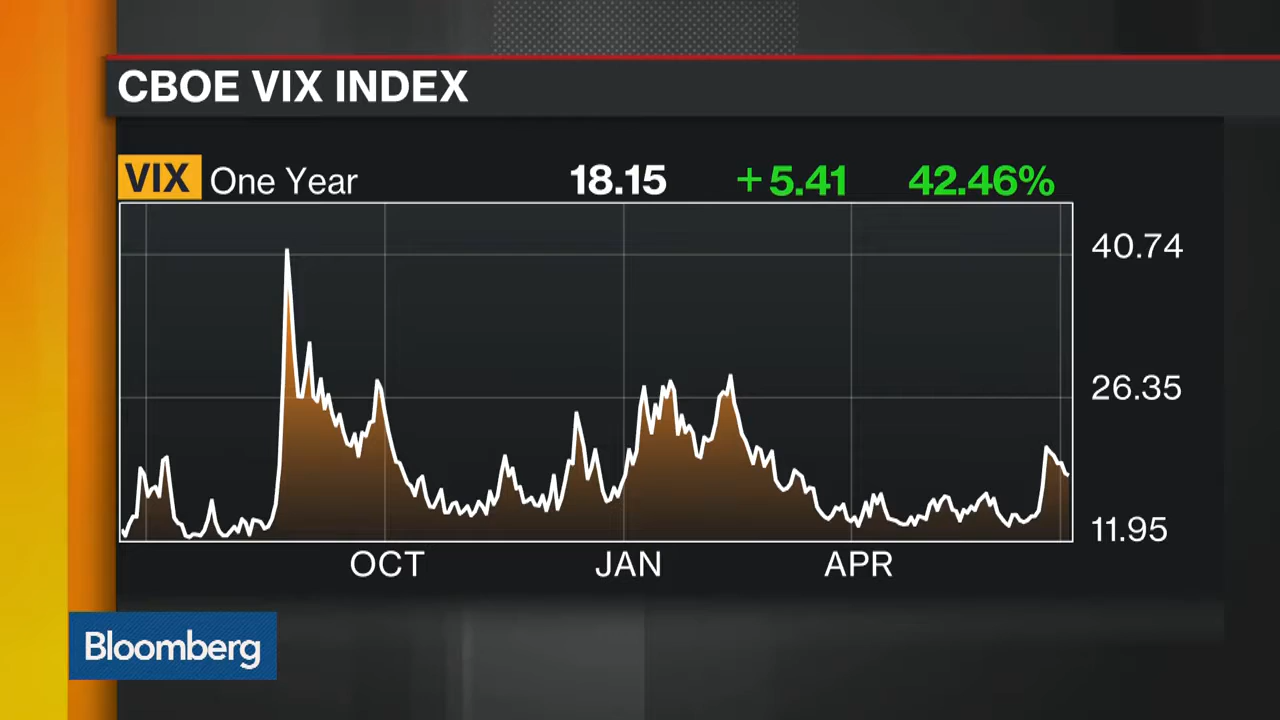 CBOE VIX INDEX
VIX One Year 18.15 +5.41 42.46%
40.74
26.35
11.95
OCT JAN APR
Bloomberg